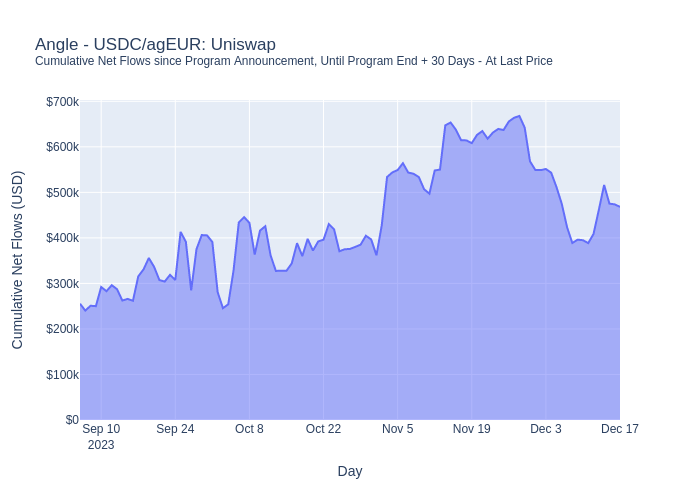 Angle - USDC/agEUR: Uniswap
Cumulative Net Flows since Program Announcement, Until Program End + 30 Days - At Last Price
Cumulative Net Flows (USD)
$700k
$600k
$500k
$400k
$300k
$200k
$100k
$0
Sep 10 Sep 24 Oct 8 Oct 22 Nov 5 Nov 19 Dec 3 Dec 17
2023
Day